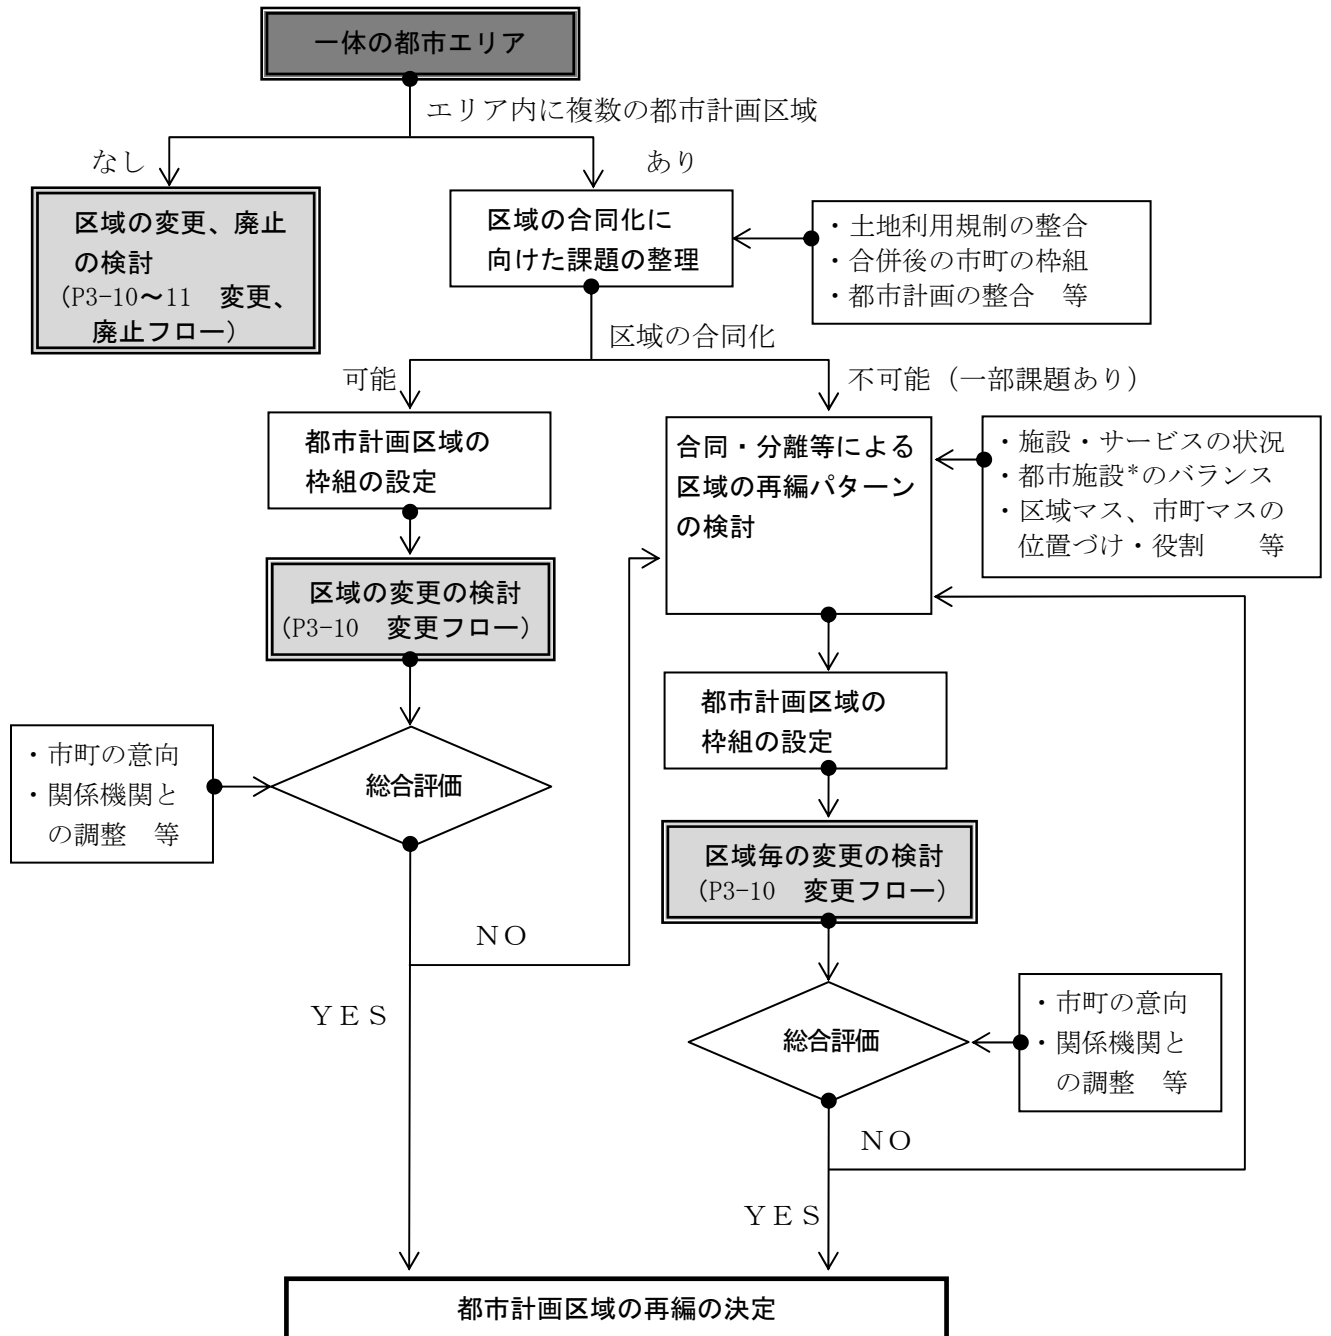 一体の都市エリア
エリア内に複数の都市計画区域
なし
あり
区域の変更、廃止
の検討
(P3-10～11　変更、
廃止フロー)
区域の合同化に
向けた課題の整理
・土地利用規制の整合
・合併後の市町の枠組
・都市計画の整合　等
区域の合同化
可能
不可能（一部課題あり）
都市計画区域の
枠組の設定
合同・分離等による
区域の再編パターン
の検討
・施設・サービスの状況
・都市施設*のバランス
・区域マス、市町マスの
位置づけ・役割　　等
区域の変更の検討
(P3-10　変更フロー)
都市計画区域の
枠組の設定
・市町の意向
・関係機関と
の調整　等
総合評価
区域毎の変更の検討
(P3-10　変更フロー)
ＮＯ
ＹＥＳ
総合評価
・市町の意向
・関係機関と
の調整　等
ＮＯ
ＹＥＳ
都市計画区域の再編の決定